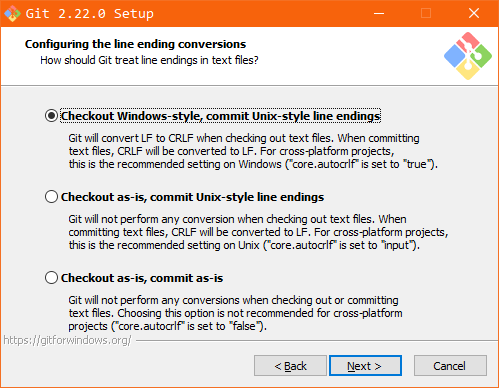 Git 2.22.0 Setup
Configuring the line ending conversions
How should Git treat line endings in text files?
Checkout Windows-style, commit Unix-style line endings
Git will convert LF to CRLF when checking out text files. When committing
text files, CRLF will be converted to LF. For cross-platform projects,
this is the recommended setting on Windows ("core.autocrlf" is set to "true").
Checkout as-is, commit Unix-style line endings
Git will not perform any conversion when checking out text files. When
committing text files, CRLF will be converted to LF. For cross-platform projects,
this is the recommended setting on Unix ("core.autocrlf" is set to "input").
Checkout as-is, commit as-is
Git will not perform any conversions when checking out or committing
text files. Choosing this option is not recommended for cross-platform
projects ("core.autocrlf" is set to "false").
https://gitforwindows.org/
< Back
Next >
Cancel